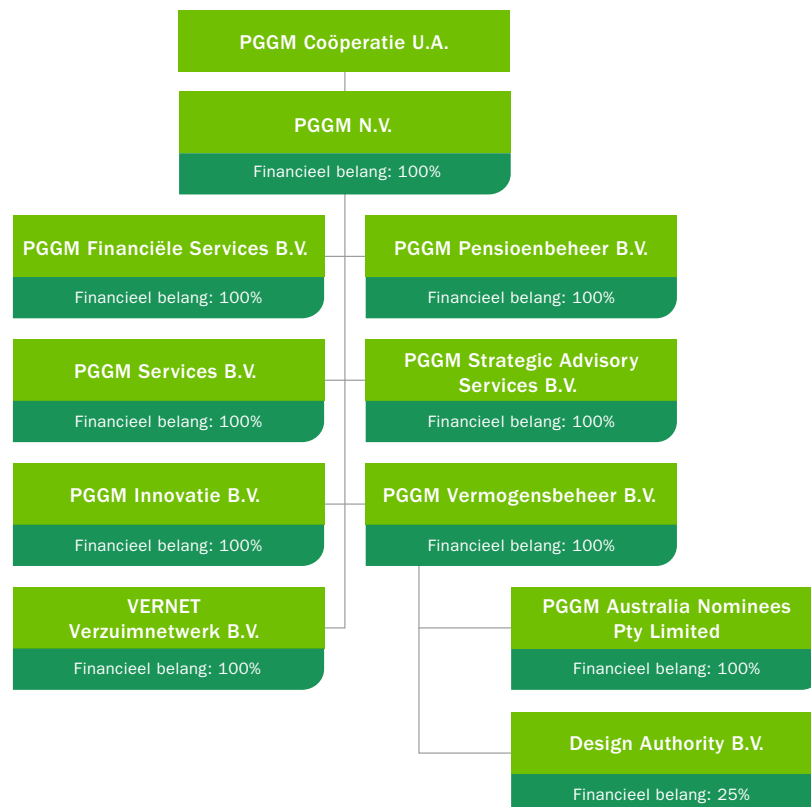 PGGM Coöperatie U.A.
PGGM N.V.
Financieel belang: 100%
PGGM Financiële Services B.V.
Financieel belang: 100%
PGGM Pensioenbeheer B.V.
Financieel belang: 100%
PGGM Services B.V.
Financieel belang: 100%
PGGM Strategic Advisory
Services B.V.
Financieel belang: 100%
PGGM Innovatie B.V.
Financieel belang: 100%
PGGM Vermogensbeheer B.V.
Financieel belang: 100%
VERNET
Verzuimnetwerk B.V.
Financieel belang: 100%
PGGM Australia Nominees
Pty Limited
Financieel belang: 100%
Design Authority B.V.
Financieel belang: 25%